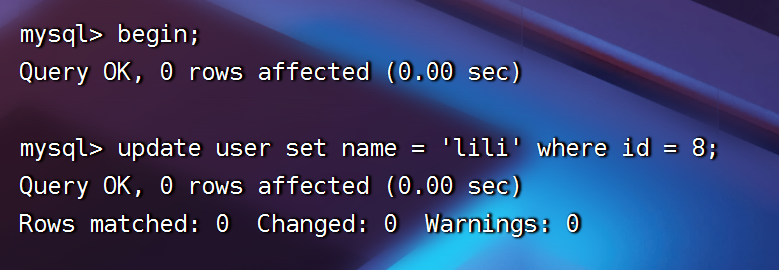 mysql> begin;
Query OK, 0 rows affected (0.00 sec)
mysql> update user set name = 'lili' where id = 8;
Query OK, 0 rows affected (0.00 sec)
Rows matched: 0  Changed: 0  Warnings: 0